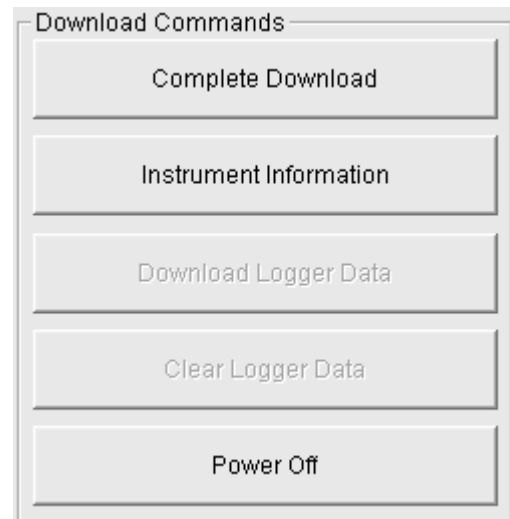 Download Commands
Complete Download
Instrument Information
Download Logger Data
Clear Logger Data
Power Off